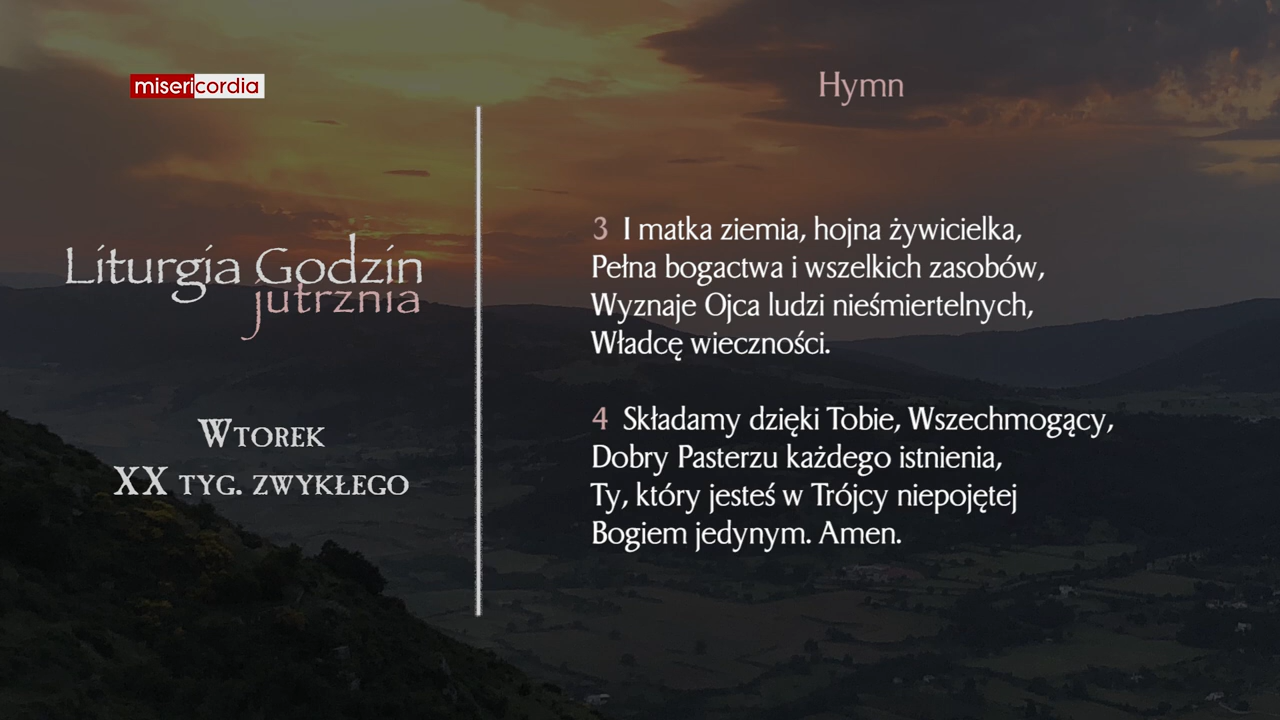 misericordia
Liturgia Godzin
jutrznia
Wtorek
XX tyg. zwykłego
Hymn
3 I matka ziemia, hojna żywicielka,
Pełna bogactwa i wszelkich zasobów,
Wyznaje Ojca ludzi nieśmiertelnych,
Władcę wieczności.
4 Składamy dzięki Tobie, Wszechmogący,
Dobry Pasterzu każdego istnienia,
Ty, który jesteś w Trójcy niepojętej
Bogiem jedynym. Amen.